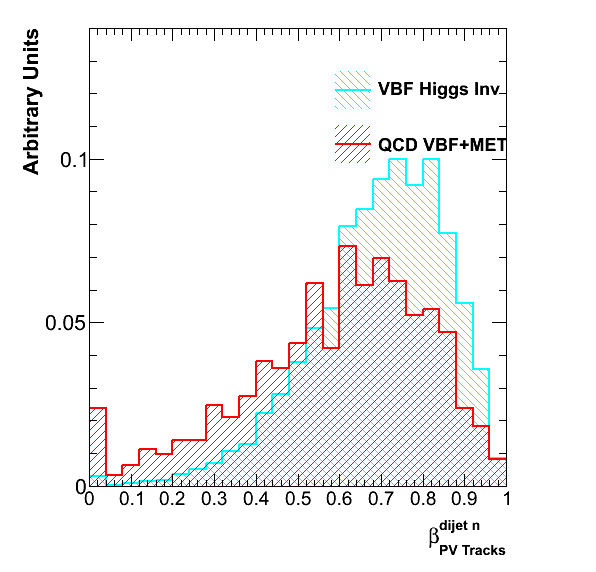 Arbitrary Units
VBF Higgs Inv
QCD VBF+MET
0.1
0.05
0
0 0.1 0.2 0.3 0.4 0.5 0.6 0.7 0.8 0.9 1
β dijet n
PV Tracks